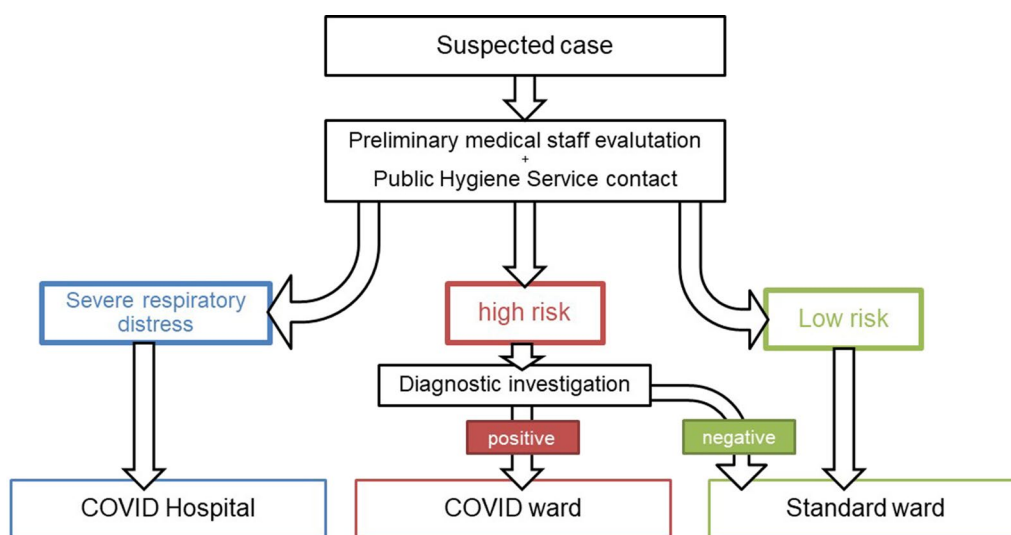 Suspected case
Preliminary medical staff evalutation
+
Public Hygiene Service contact
Severe respiratory
distress
high risk
Low risk
Diagnostic investigation
positive
negative
COVID Hospital
COVID ward
Standard ward